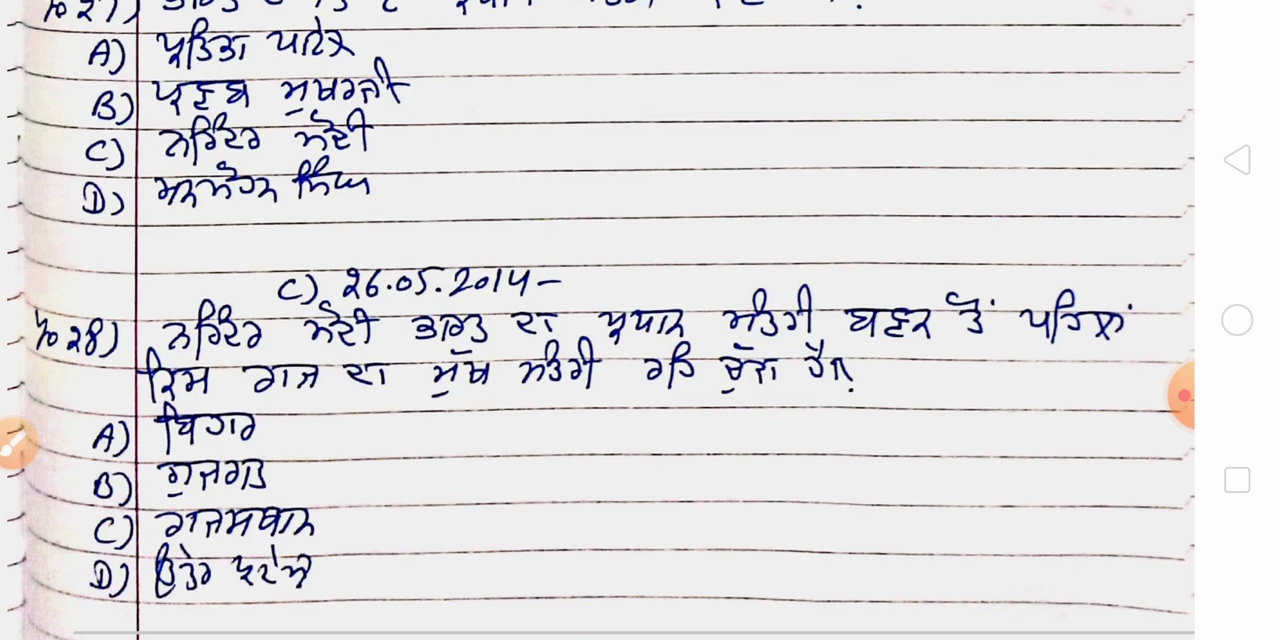 A) ਪ੍ਰਤਿਭਾ ਪਾਟਿਲ
B) ਪ੍ਰਣਬ ਮੁਖਰਜੀ
C) ਨਰਿੰਦਰ ਮੋਦੀ
D) ਮਨਮੋਹਨ ਸਿੰਘ
C) 26.05.2014-
ਪ੍ਰ 28) ਨਰਿੰਦਰ ਮੋਦੀ ਭਾਰਤ ਦਾ ਪ੍ਰਧਾਨ ਮੰਤਰੀ ਬਣਨ ਤੋਂ ਪਹਿਲਾਂ
ਕਿਸ ਰਾਜ ਦਾ ਮੁੱਖ ਮੰਤਰੀ ਰਹਿ ਚੁੱਕਾ ਹੈ?
A) ਬਿਹਾਰ
B) ਗੁਜਰਾਤ
C) ਰਾਜਸਥਾਨ
D) ਉੱਤਰ ਪ੍ਰਦੇਸ਼